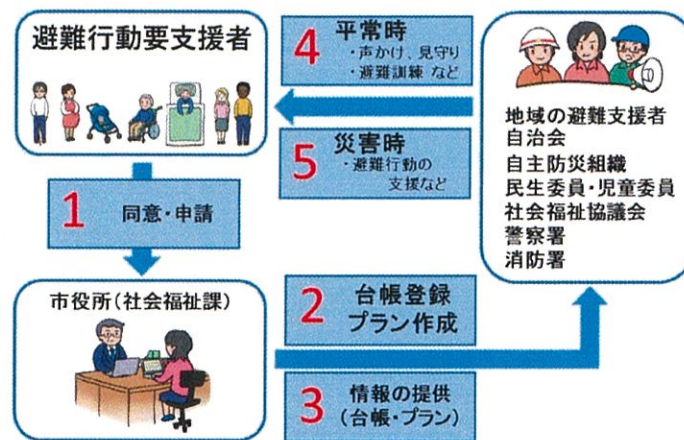 避難行動要支援者
4 平常時
・声かけ、見守り
・避難訓練 など
5 災害時
・避難行動の
支援など
地域の避難支援者
自治会
自主防災組織
民生委員・児童委員
社会福祉協議会
警察署
消防署
1 同意・申請
市役所(社会福祉課)
2 台帳登録
プラン作成
3 情報の提供
(台帳・プラン)